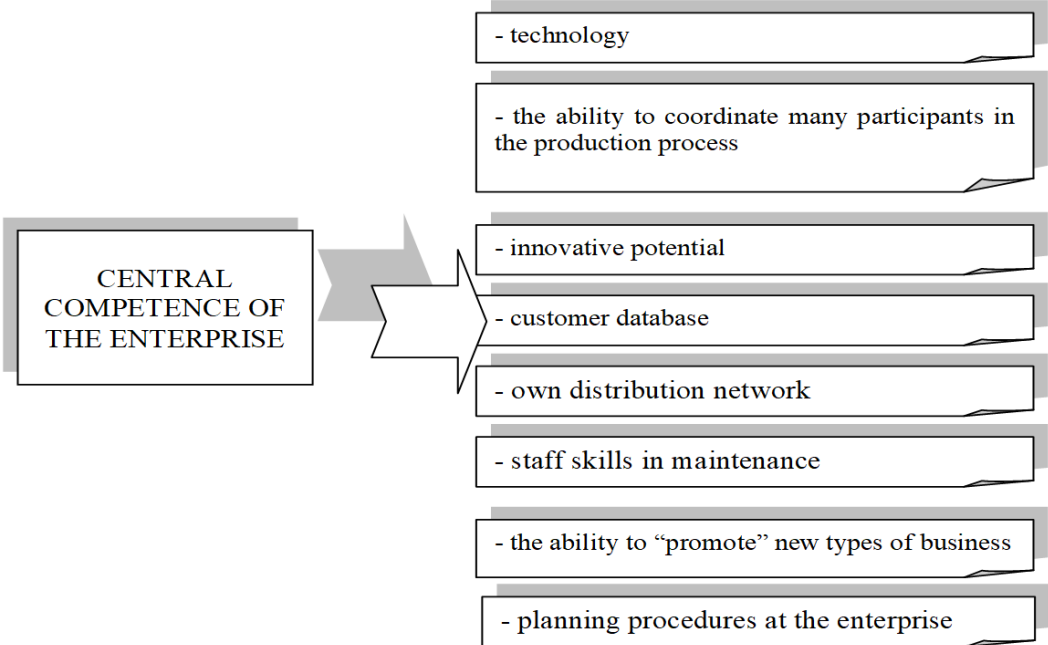 - technology
- the ability to coordinate many participants in
the production process
CENTRAL
COMPETENCE OF
THE ENTERPRISE
- innovative potential
- customer database
- own distribution network
- staff skills in maintenance
- the ability to “promote” new types of business
- planning procedures at the enterprise